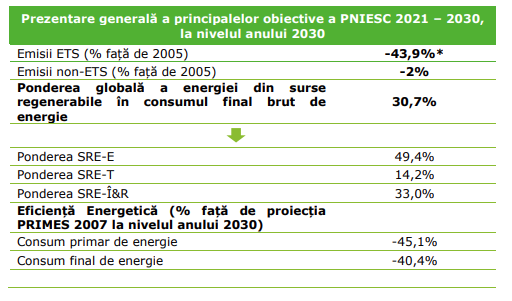 Prezentare generală a principalelor obiective a PNIESC 2021 – 2030,
la nivelul anului 2030
Emisii ETS (% față de 2005) -43,9%*
Emisii non-ETS (% față de 2005) -2%
Ponderea globală a energiei din surse
regenerabile în consumul final brut de 30,7%
energie
Ponderea SRE-E 49,4%
Ponderea SRE-T 14,2%
Ponderea SRE-Î&R 33,0%
Eficiență Energetică (% față de proiecția
PRIMES 2007 la nivelul anului 2030)
Consum primar de energie -45,1%
Consum final de energie -40,4%